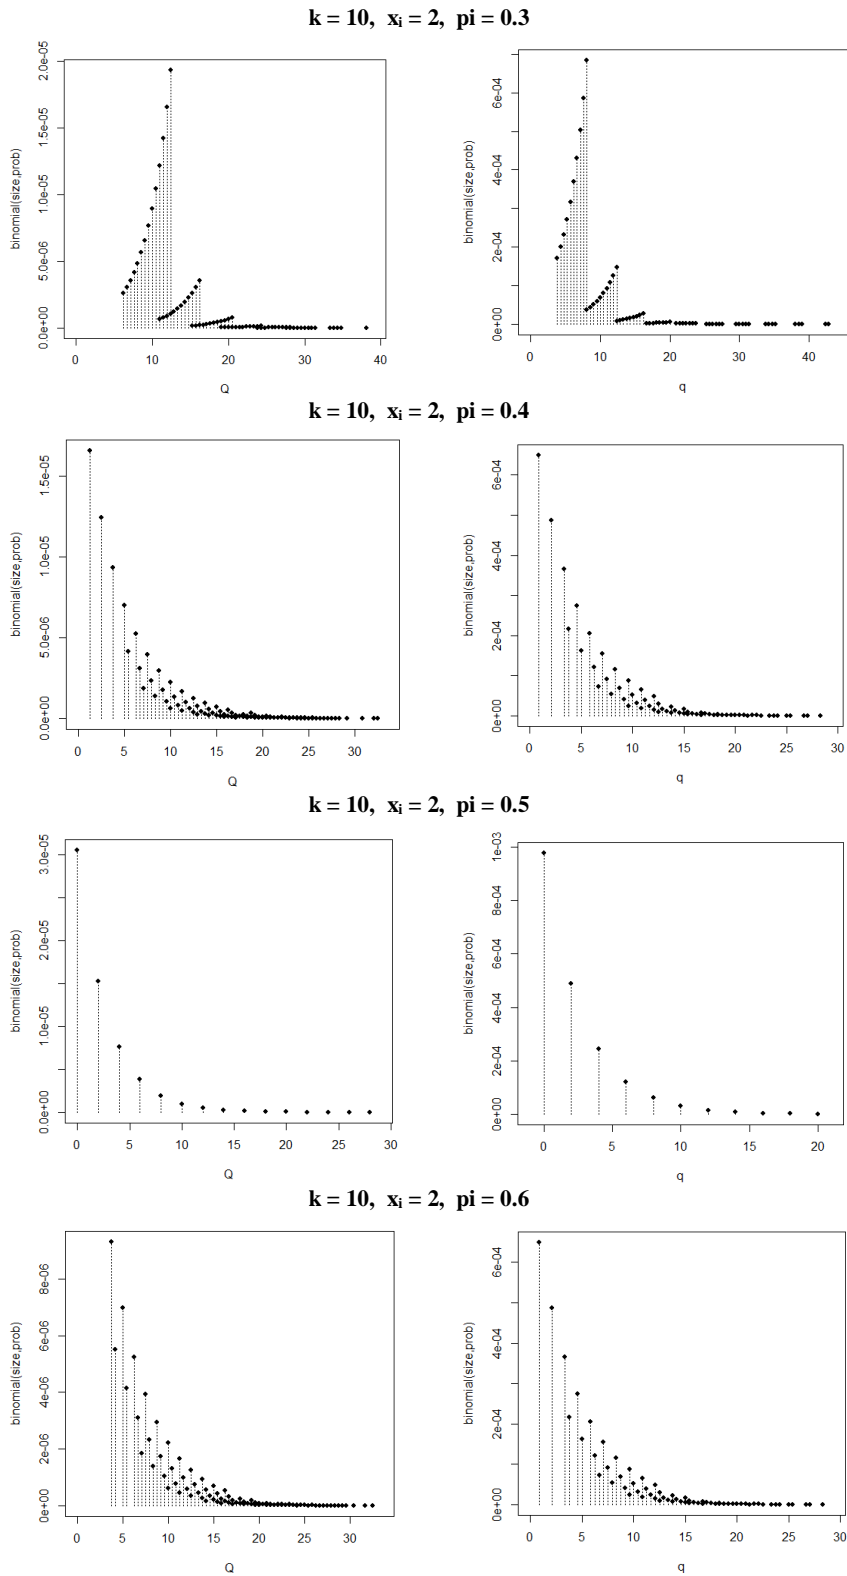 k = 10, xᵢ = 2, pi = 0.3
binomial(size,prob)
0.0e+00 5.0e-06 1.0e-05 1.5e-05 2.0e-05
0 10 20 30 40
Q
binomial(size,prob)
0e+00 2e-04 4e-04 6e-04
0 10 20 30 40
q
k = 10, xᵢ = 2, pi = 0.4
binomial(size,prob)
0.0e+00 5.0e-06 1.0e-05 1.5e-05
0 5 10 15 20 25 30
Q
binomial(size,prob)
0e+00 2e-04 4e-04 6e-04
0 5 10 15 20 25 30
q
k = 10, xᵢ = 2, pi = 0.5
binomial(size,prob)
0.0e+00 1.0e-05 2.0e-05 3.0e-05
0 5 10 15 20 25 30
Q
binomial(size,prob)
0e+00 2e-04 4e-04 6e-04 8e-04 1e-03
0 5 10 15 20
q
k = 10, xᵢ = 2, pi = 0.6
binomial(size,prob)
0e+00 2e-06 4e-06 6e-06 8e-06
0 5 10 15 20 25 30
Q
binomial(size,prob)
0e+00 2e-04 4e-04 6e-04
0 5 10 15 20 25 30
q